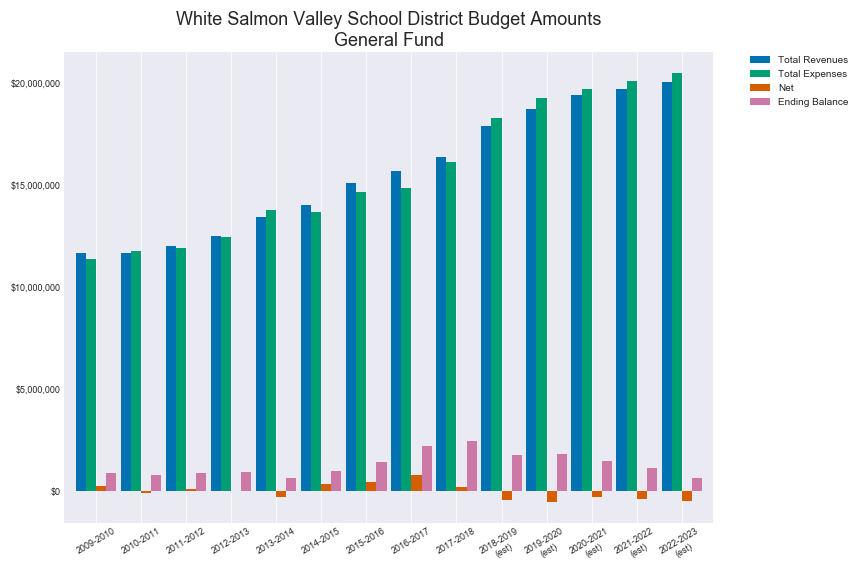 White Salmon Valley School District Budget Amounts
General Fund
Total Revenues
Total Expenses
Net
Ending Balance
$20,000,000
$15,000,000
$10,000,000
$5,000,000
$0
2009-2010
2010-2011
2011-2012
2012-2013
2013-2014
2014-2015
2015-2016
2016-2017
2017-2018
2018-2019
(est)
2019-2020
(est)
2020-2021
(est)
2021-2022
(est)
2022-2023
(est)